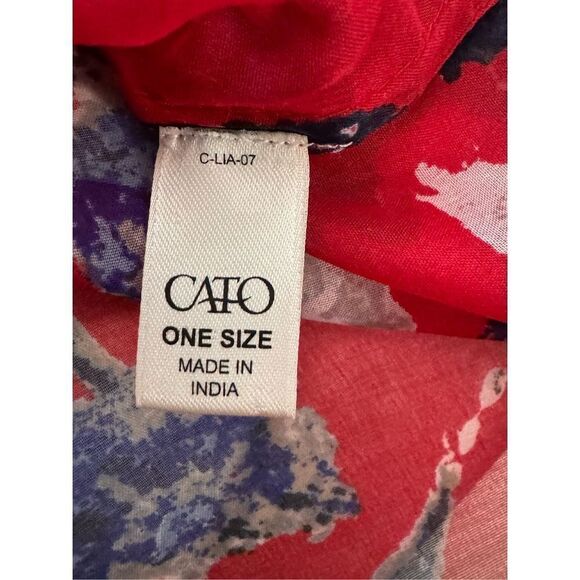 C-LIA-07
CATO
ONE SIZE
MADE IN
INDIA